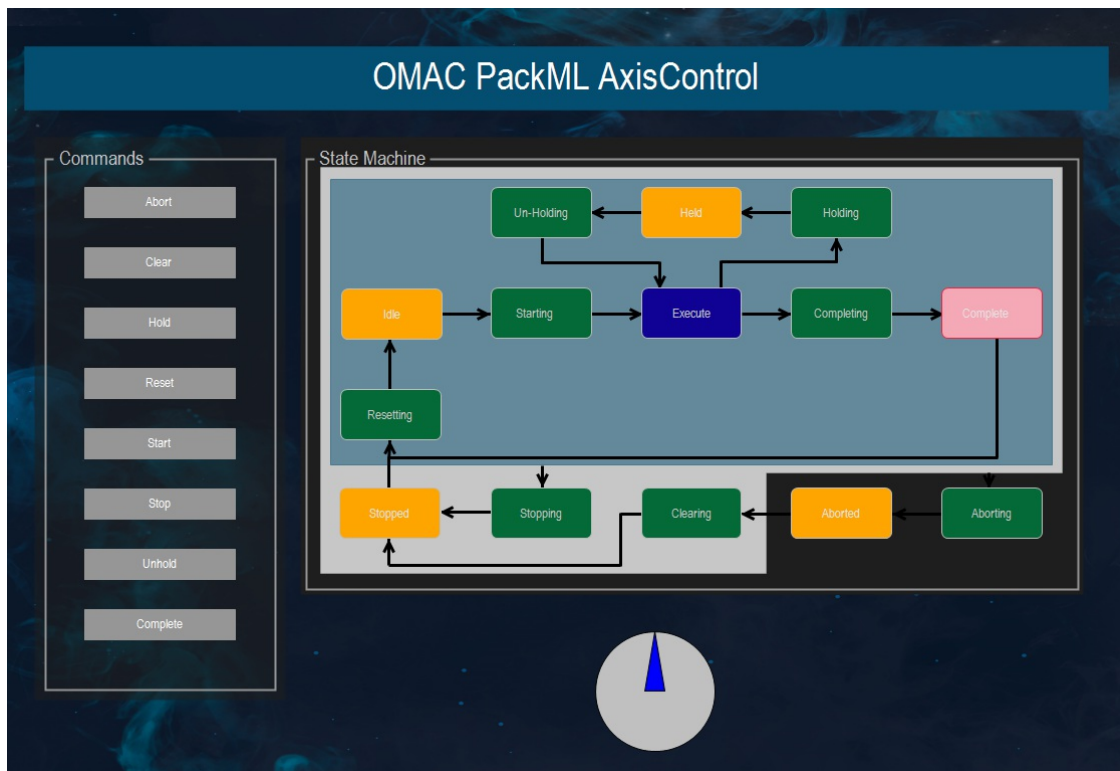 OMAC PackML AxisControl
Commands
Abort
Clear
Hold
Reset
Start
Stop
Unhold
Complete
State Machine
Un-Holding
Held
Holding
Idle
Starting
Execute
Completing
Complete
Resetting
Stopped
Stopping
Clearing
Aborted
Aborting